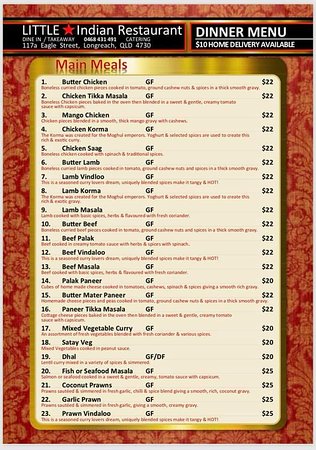 LITTLE Indian Restaurant
DINE IN / TAKEAWAY 0468 431 491 CATERING
117a Eagle Street, Longreach, QLD 4730
DINNER MENU
$10 HOME DELIVERY AVAILABLE
Main Meals
1. Butter Chicken GF $22
Boneless curried chicken pieces cooked in tomato, ground cashew nuts & spices in a thick smooth gravy.
2. Chicken Tikka Masala $22
Boneless Chicken pieces baked in the oven then blended in a sweet & gentle, creamy tomato
sauce with capsicum.
3. Mango Chicken GF $22
Chicken pieces blended in a smooth, thick mango gravy with cashews.
4. Chicken Korma GF $22
The Korma was created for the Moghul emperors. Yoghurt & selected spices are used to create this
rich & exotic curry.
5. Chicken Saag GF $22
Boneless chicken cooked with spinach & traditional spices.
6. Butter Lamb GF $22
Boneless curried lamb pieces cooked in tomato, ground cashew nuts and spices in a thick smooth gravy.
7. Lamb Vindloo GF $22
This is a seasoned curry lovers dream, uniquely blended spices make it tangy & HOT!
8. Lamb Korma GF $22
The Korma was created for the Moghul emperors. Yoghurt & selected spices are used to create this
rich & exotic gravy.
9. Lamb Masala GF $22
Lamb cooked with basic spices, herbs & flavoured with fresh coriander.
10. Butter Beef GF $22
Boneless curried beef pieces cooked in tomato, ground cashew nuts and spices in a thick smooth gravy.
11. Beef Palak GF $22
Beef cooked in creamy tomato sauce with herbs & spices with spinach.
12. Beef Vindaloo GF $22
This is a seasoned curry lovers dream, uniquely blended spices make it tangy & HOT!
13. Beef Masala GF $22
Beef cooked with basic spices, herbs & flavoured with fresh coriander.
14. Palak Paneer GF $20
Cubes of home made cheese cooked in tomatoes, cashews, spinach & spices giving a smooth rich gravy.
15. Butter Mater Paneer GF $20
Homemade cheese pieces and peas cooked in tomato, ground cashew nuts & spices in a thick smooth gravy.
16. Paneer Tikka Masala GF $22
Cottage cheese pieces baked in the oven then blended in a sweet & gentle, creamy tomato
sauce with capsicum.
17. Mixed Vegetable Curry GF $20
An assortment of fresh vegetables blended with fresh coriander & various spices.
18. Satay Veg $20
Mixed Vegetables cooked in peanut sauce.
19. Dhal GF/DF $20
Lentil curry mixed in a variety of spices & simmered.
20. Fish or Seafood Masala GF $25
Salmon or seafood cooked in a sweet & gentle, creamy, tomato sauce with capsicum.
21. Coconut Prawns GF $25
Prawns sautéed & simmered in fresh garlic, chilli & spice blend giving a smooth, rich, coconut gravy.
22. Garlic Prawn GF $25
Prawns sautéed & simmered in fresh garlic, giving a smooth, creamy gravy.
23. Prawn Vindaloo GF $25
This is a seasoned curry lovers dream, uniquely blended spices make it tangy & HOT!